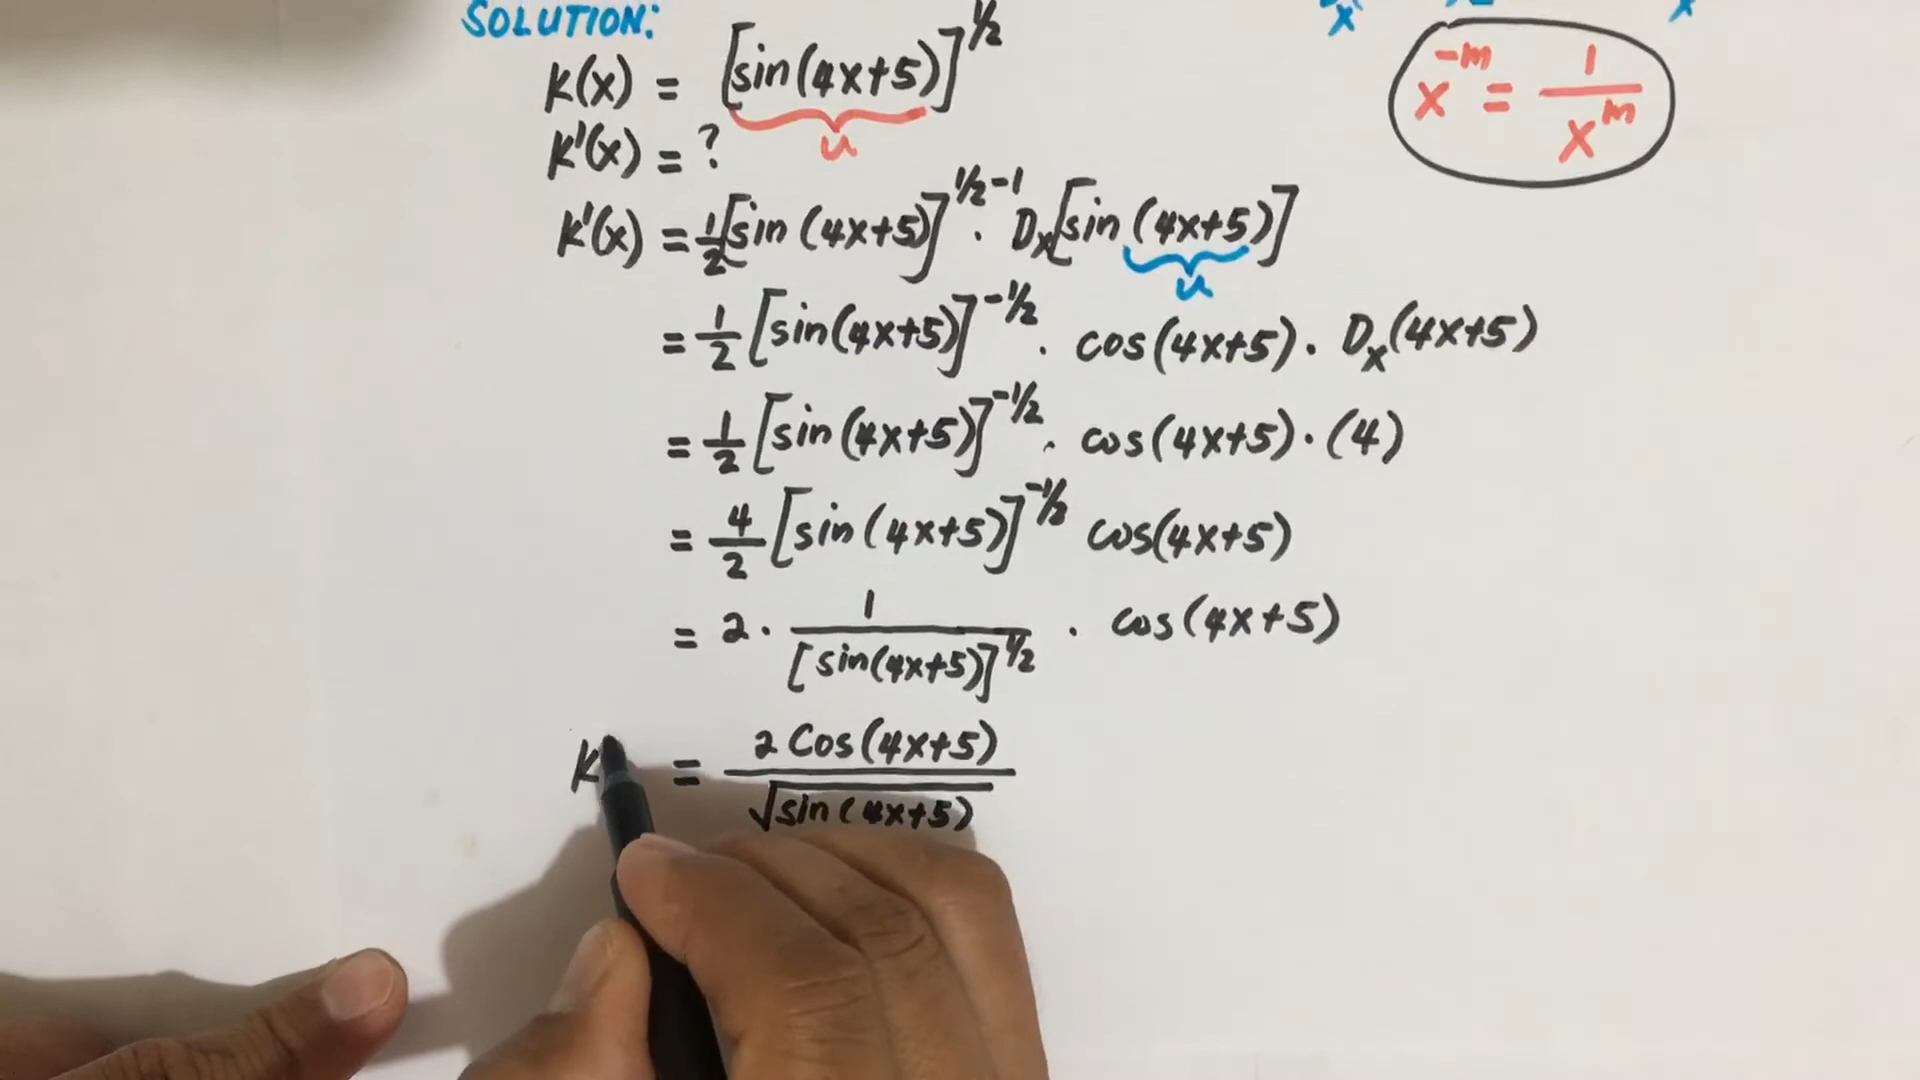 SOLUTION:
K(x) = [sin(4x+5)]^1/2
u
x^-m = 1/x^m
K'(x) = ?
K'(x) = 1/2[sin (4x+5)]^1/2-1 · Dx[sin (4x+5)]
u
= 1/2 [sin(4x+5)]^-1/2 · cos(4x+5) · Dx(4x+5)
= 1/2 [sin(4x+5)]^-1/2 · cos(4x+5) · (4)
= 4/2 [sin(4x+5)]^-1/2 cos(4x+5)
= 2 · 1/[sin(4x+5)]^1/2 · cos(4x+5)
K = 2 Cos(4x+5)/√sin(4x+5)